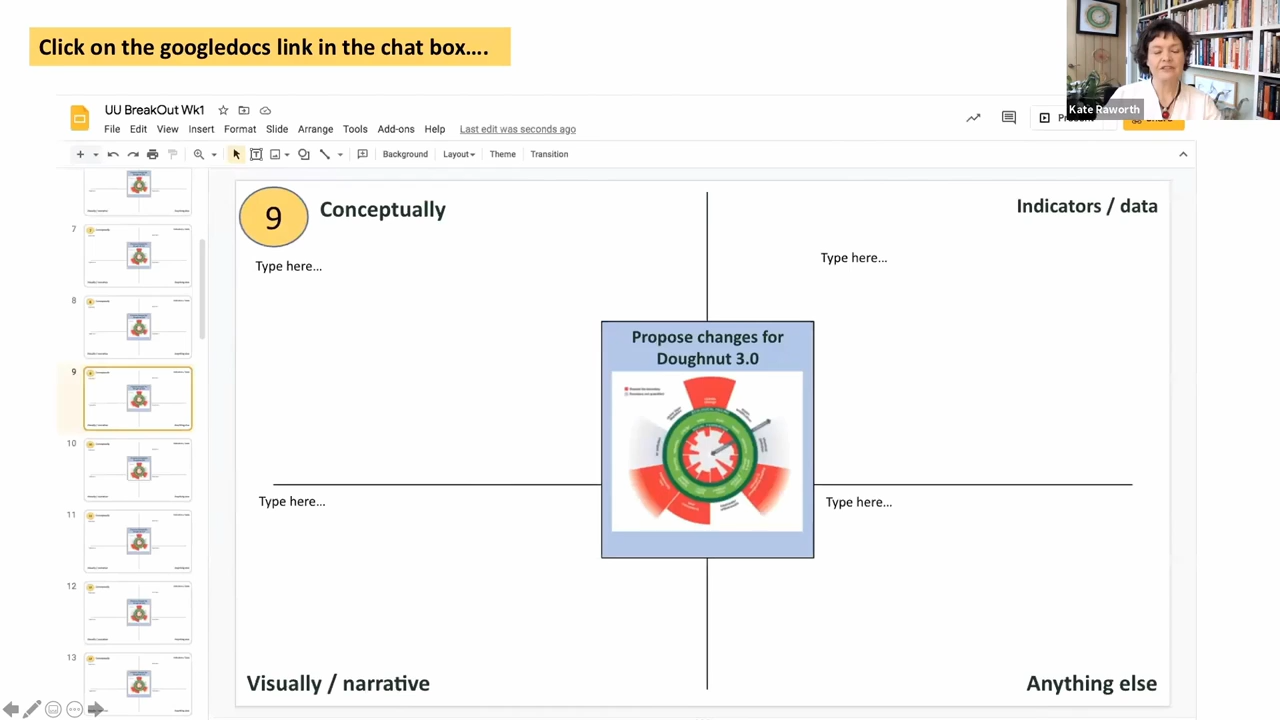 Click on the googledocs link in the chat box....
Kate Raworth
UU BreakOut Wk1
File Edit View Insert Format Slide Arrange Tools Add-ons Help Last edit was seconds ago
Background Layout Theme Transition
7
8
9
10
11
12
13
9
Conceptually
Indicators / data
Type here...
Type here...
Propose changes for
Doughnut 3.0
Type here...
Type here...
Visually / narrative
Anything else